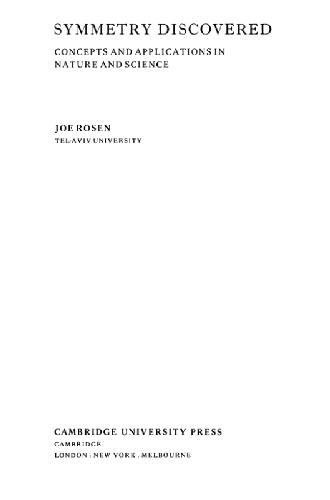 SYMMETRY DISCOVERED
CONCEPTS AND APPLICATIONS IN
NATURE AND SCIENCE
JOE ROSEN
TEL-AVIV UNIVERSITY
CAMBRIDGE UNIVERSITY PRESS
CAMBRIDGE
LONDON . NEW YORK . MELBOURNE